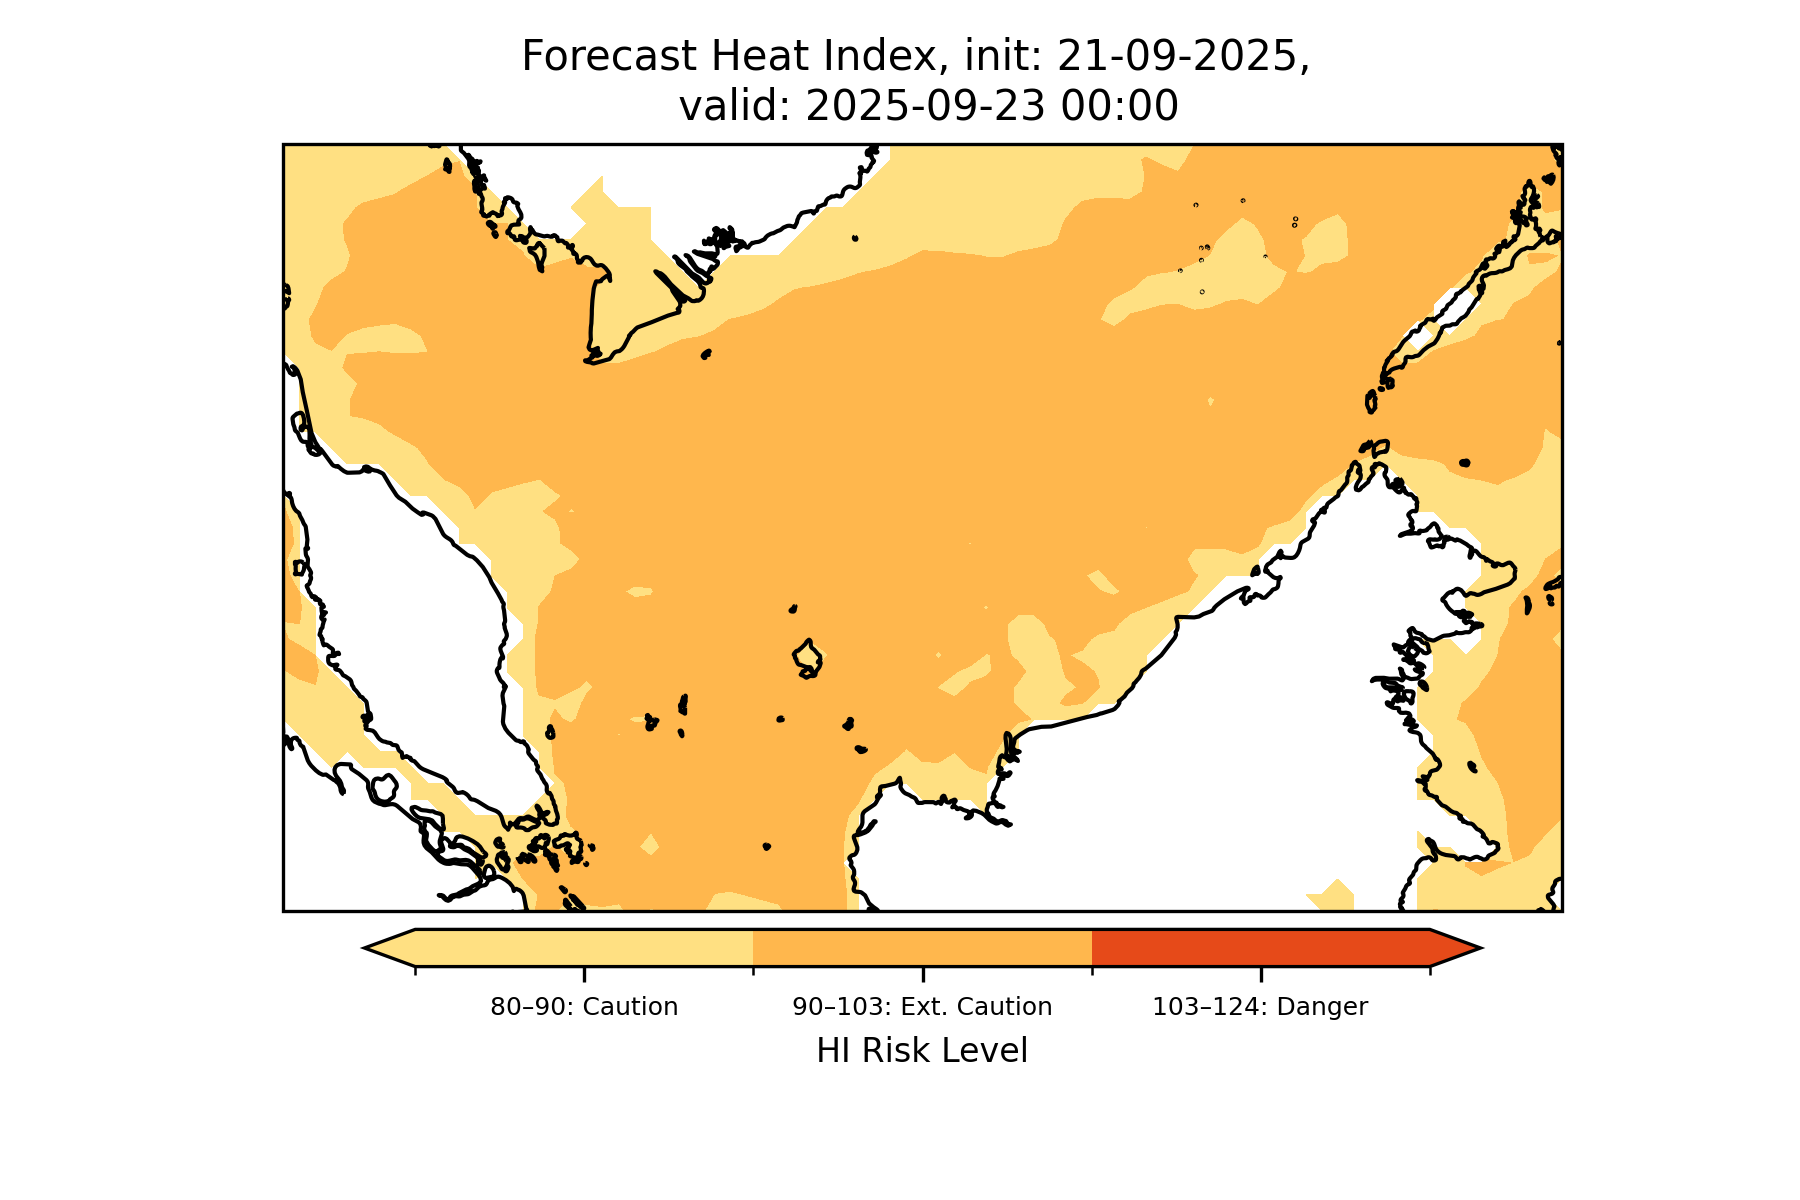 Forecast Heat Index, init: 21-09-2025,
valid: 2025-09-23 00:00
80–90: Caution
90–103: Ext. Caution
103–124: Danger
HI Risk Level